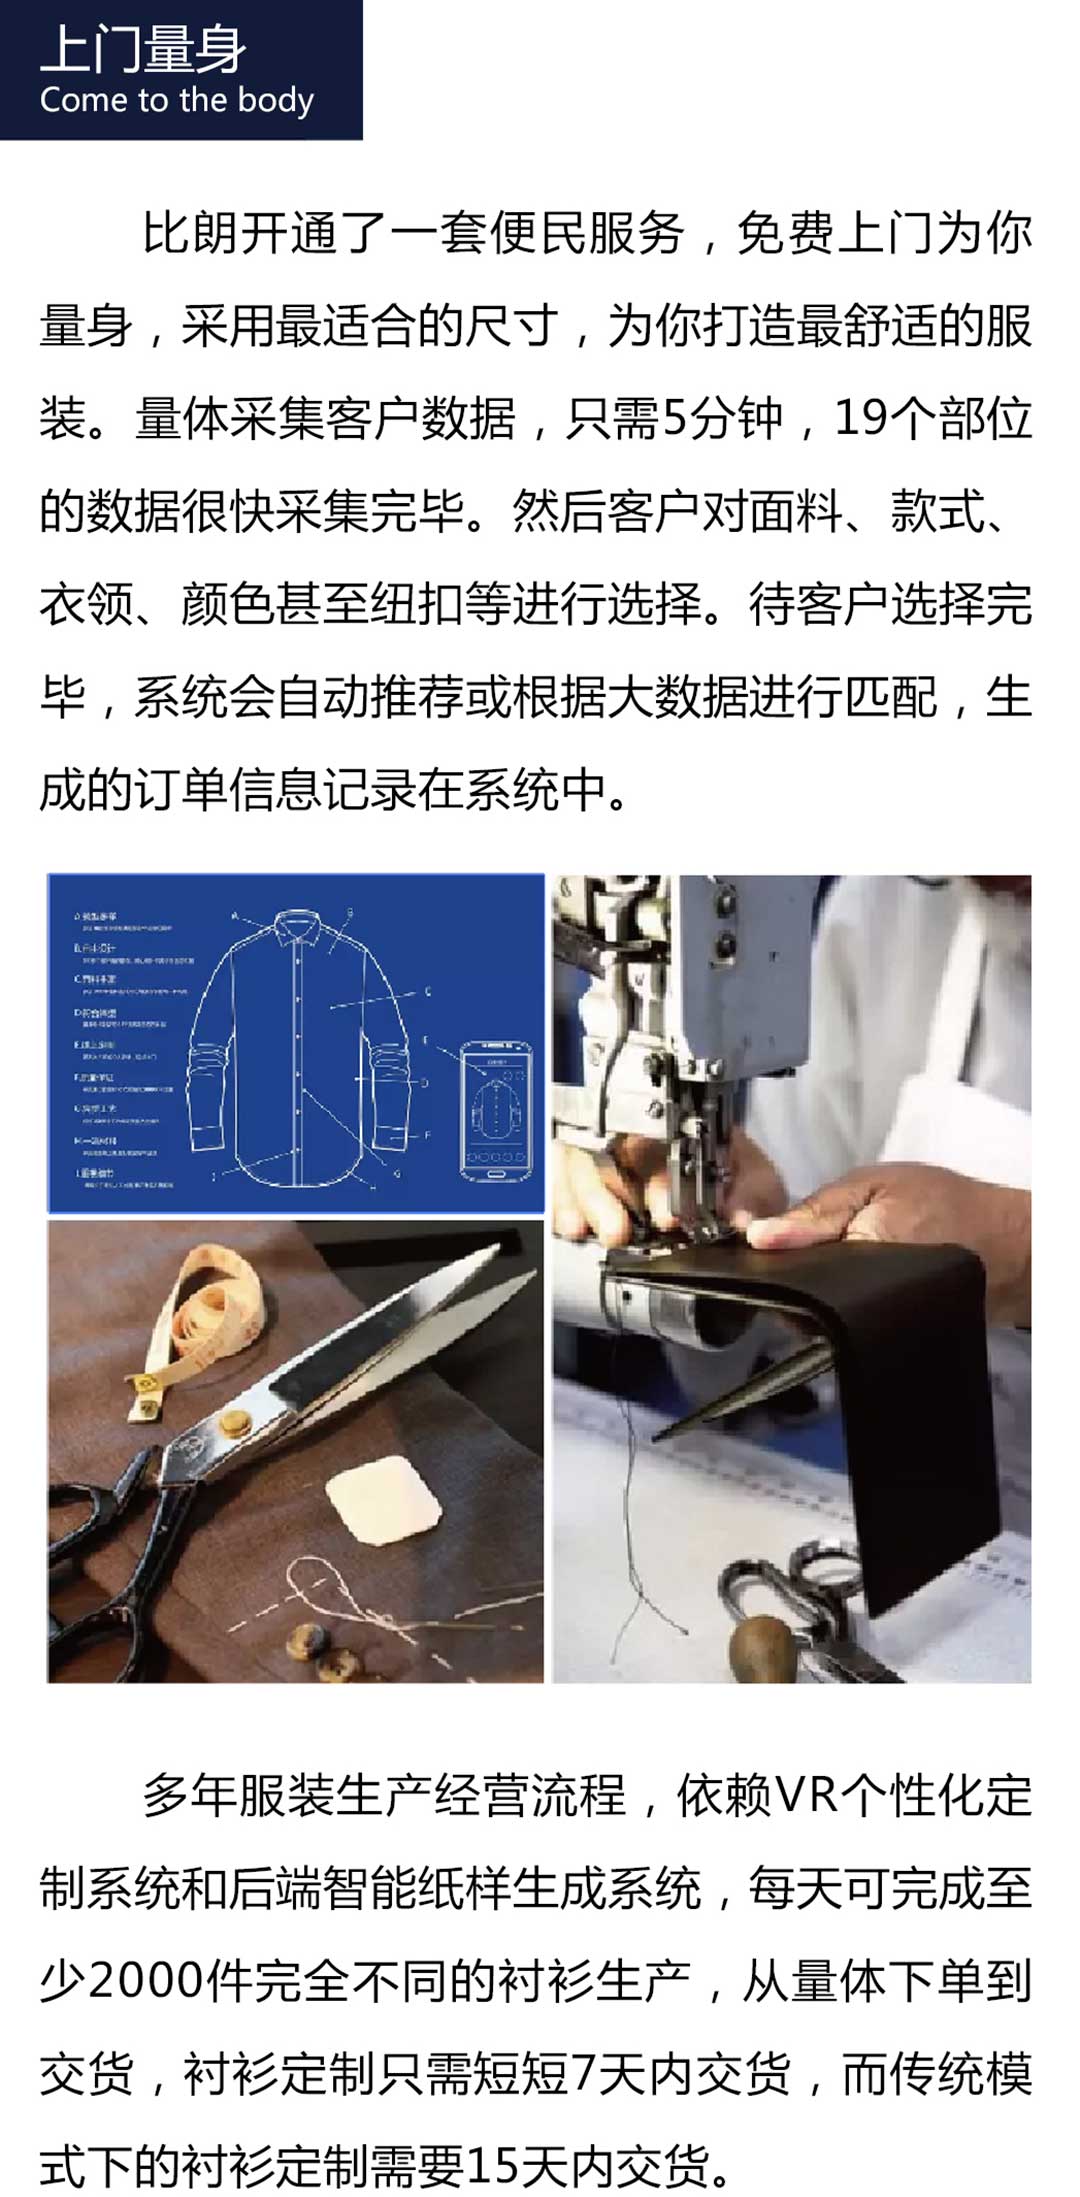 上门量身
Come to the body
比朗开通了一套便民服务，免费上门为你
量身，采用最适合的尺寸，为你打造最舒适的服
装。量体采集客户数据，只需5分钟，19个部位
的数据很快采集完毕。然后客户对面料、款式、
衣领、颜色甚至纽扣等进行选择。待客户选择完
毕，系统会自动推荐或根据大数据进行匹配，生
成的订单信息记录在系统中。
A
B
C
E
D
F
G
H
多年服装生产经营流程，依赖VR个性化定
制系统和后端智能纸样生成系统，每天可完成至
少2000件完全不同的衬衫生产，从量体下单到
交货，衬衫定制只需短短7天内交货，而传统模
式下的衬衫定制需要15天内交货。